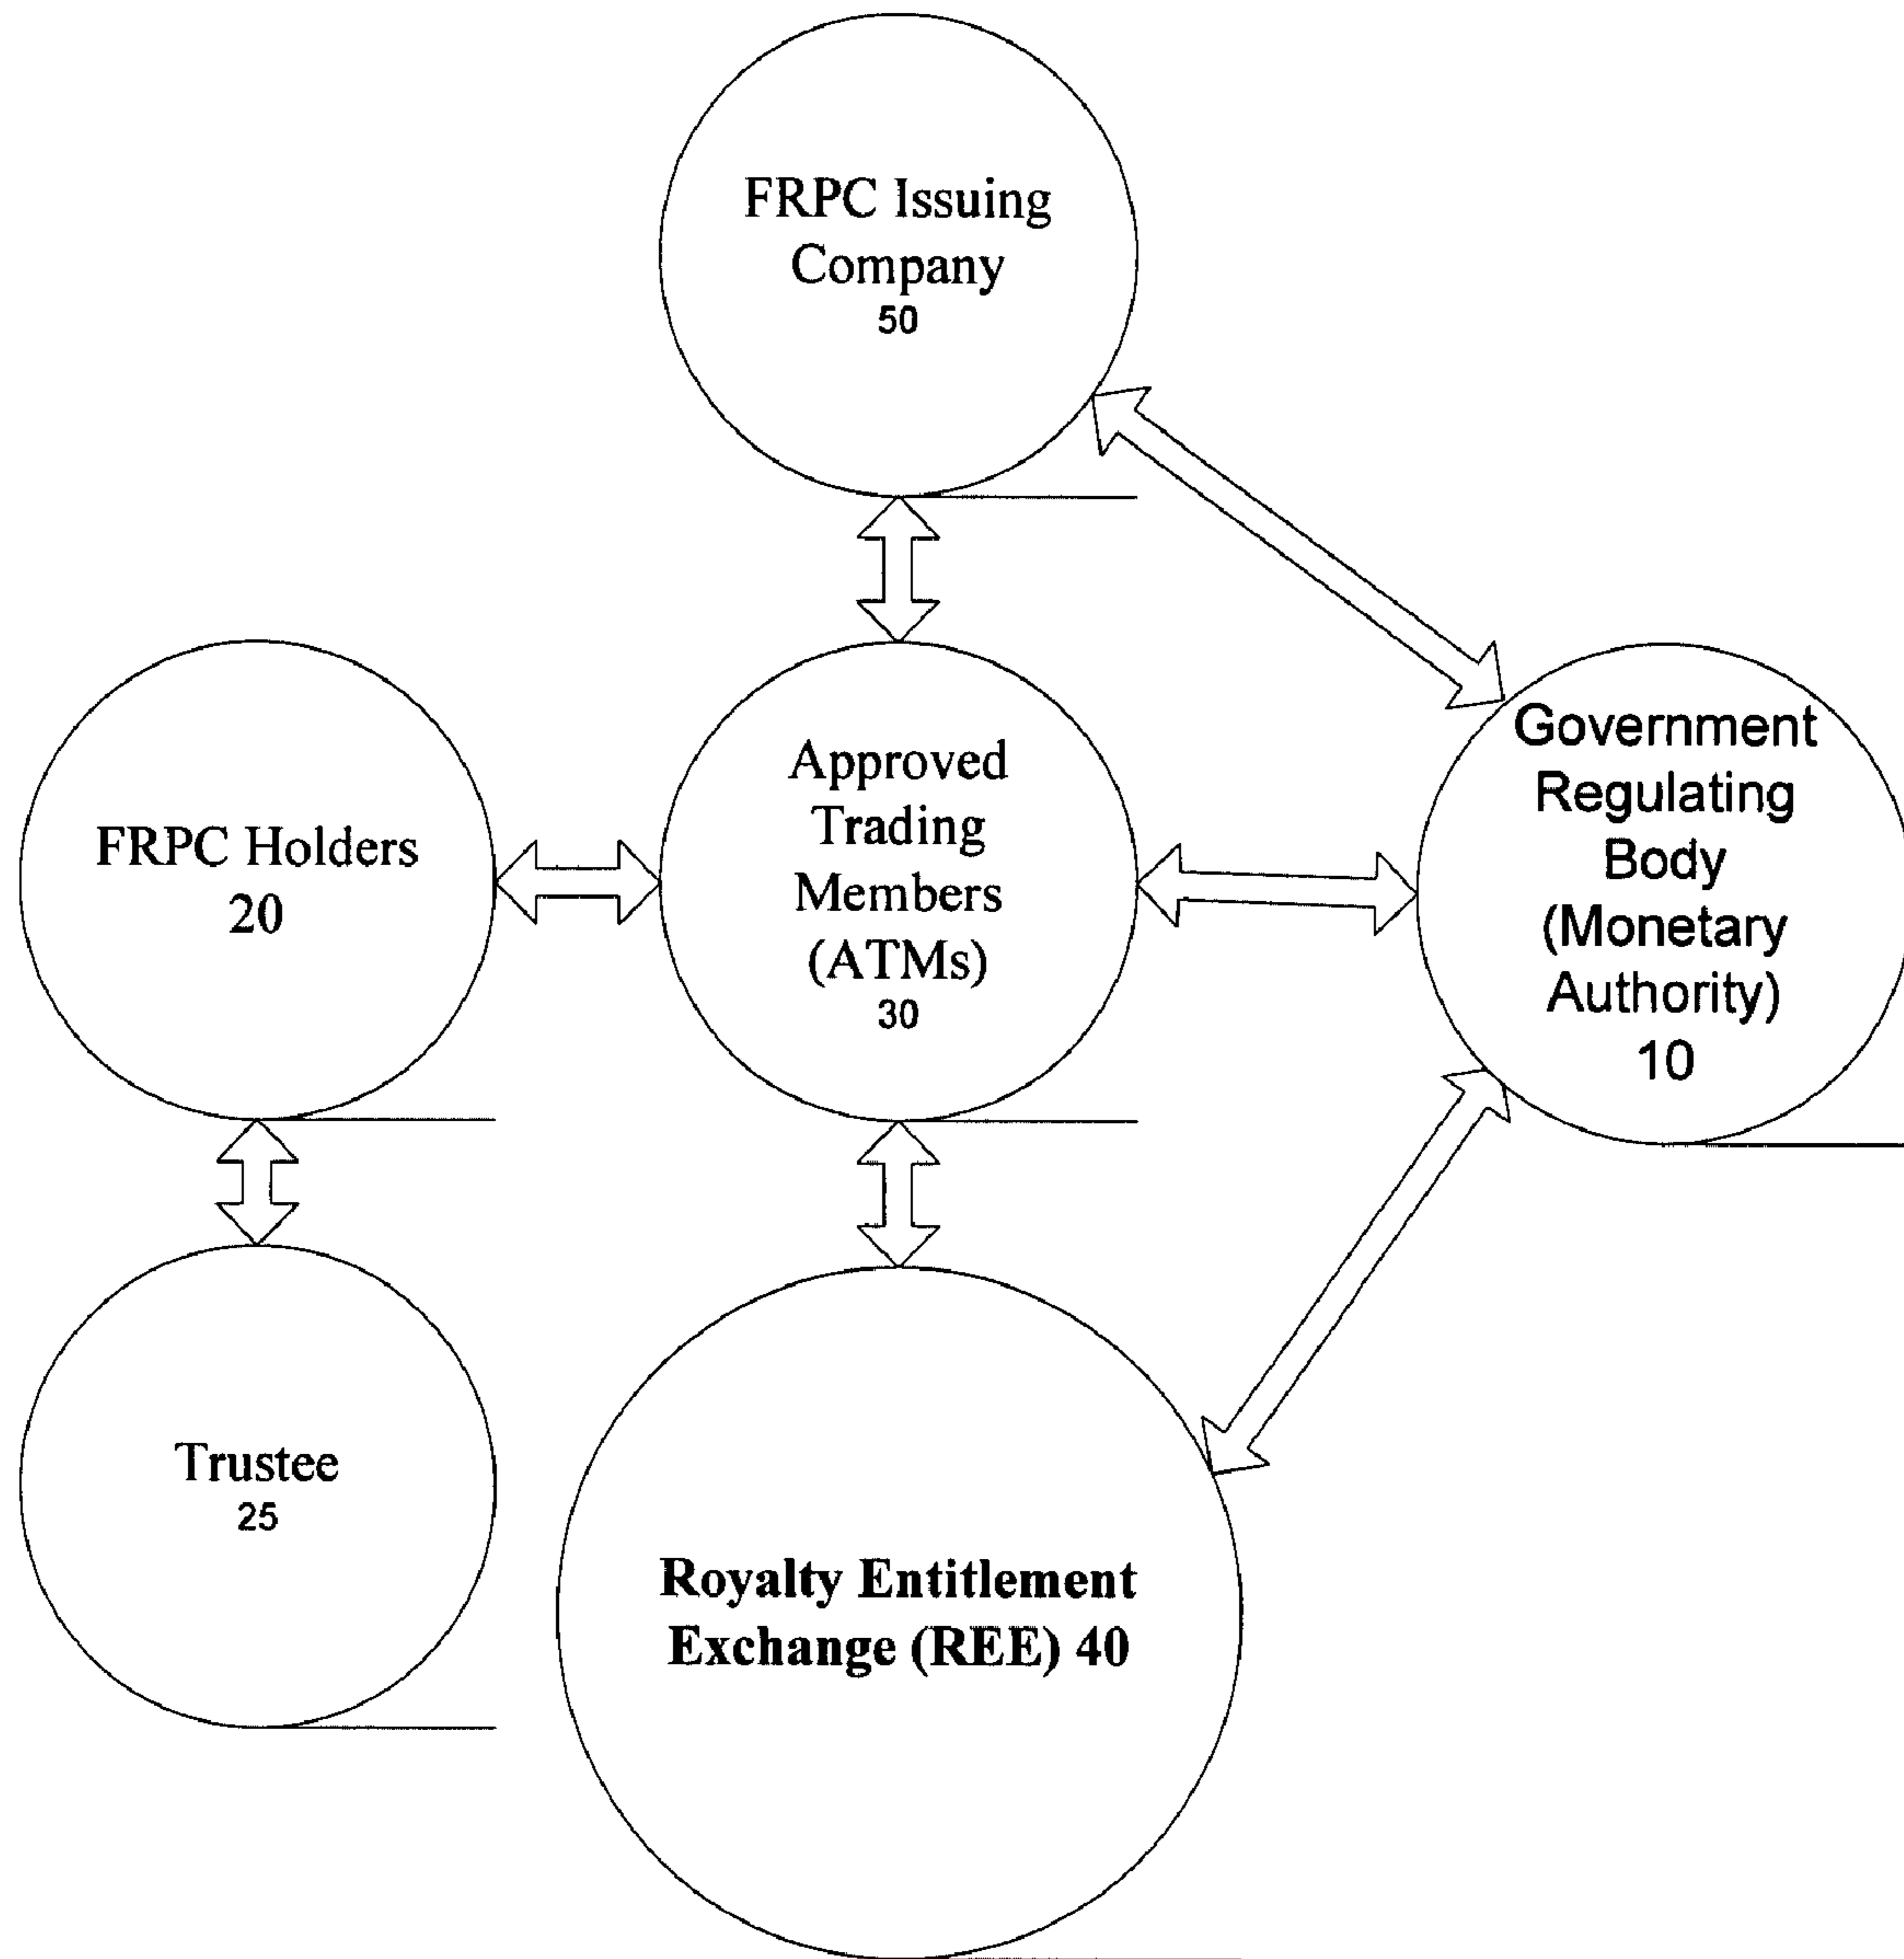 FRPC Issuing
Company
50
FRPC Holders
20
Approved
Trading
Members
(ATMs)
30
Government
Regulating
Body
(Monetary
Authority)
10
Trustee
25
Royalty Entitlement
Exchange (REE) 40